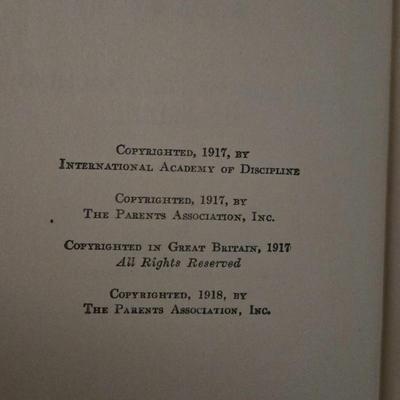 Copyrighted, 1917, by
International Academy of Discipline
Copyrighted, 1917, by
The Parents Association, Inc.
Copyrighted in Great Britain, 1917
All Rights Reserved
Copyrighted, 1918, by
The Parents Association, Inc.